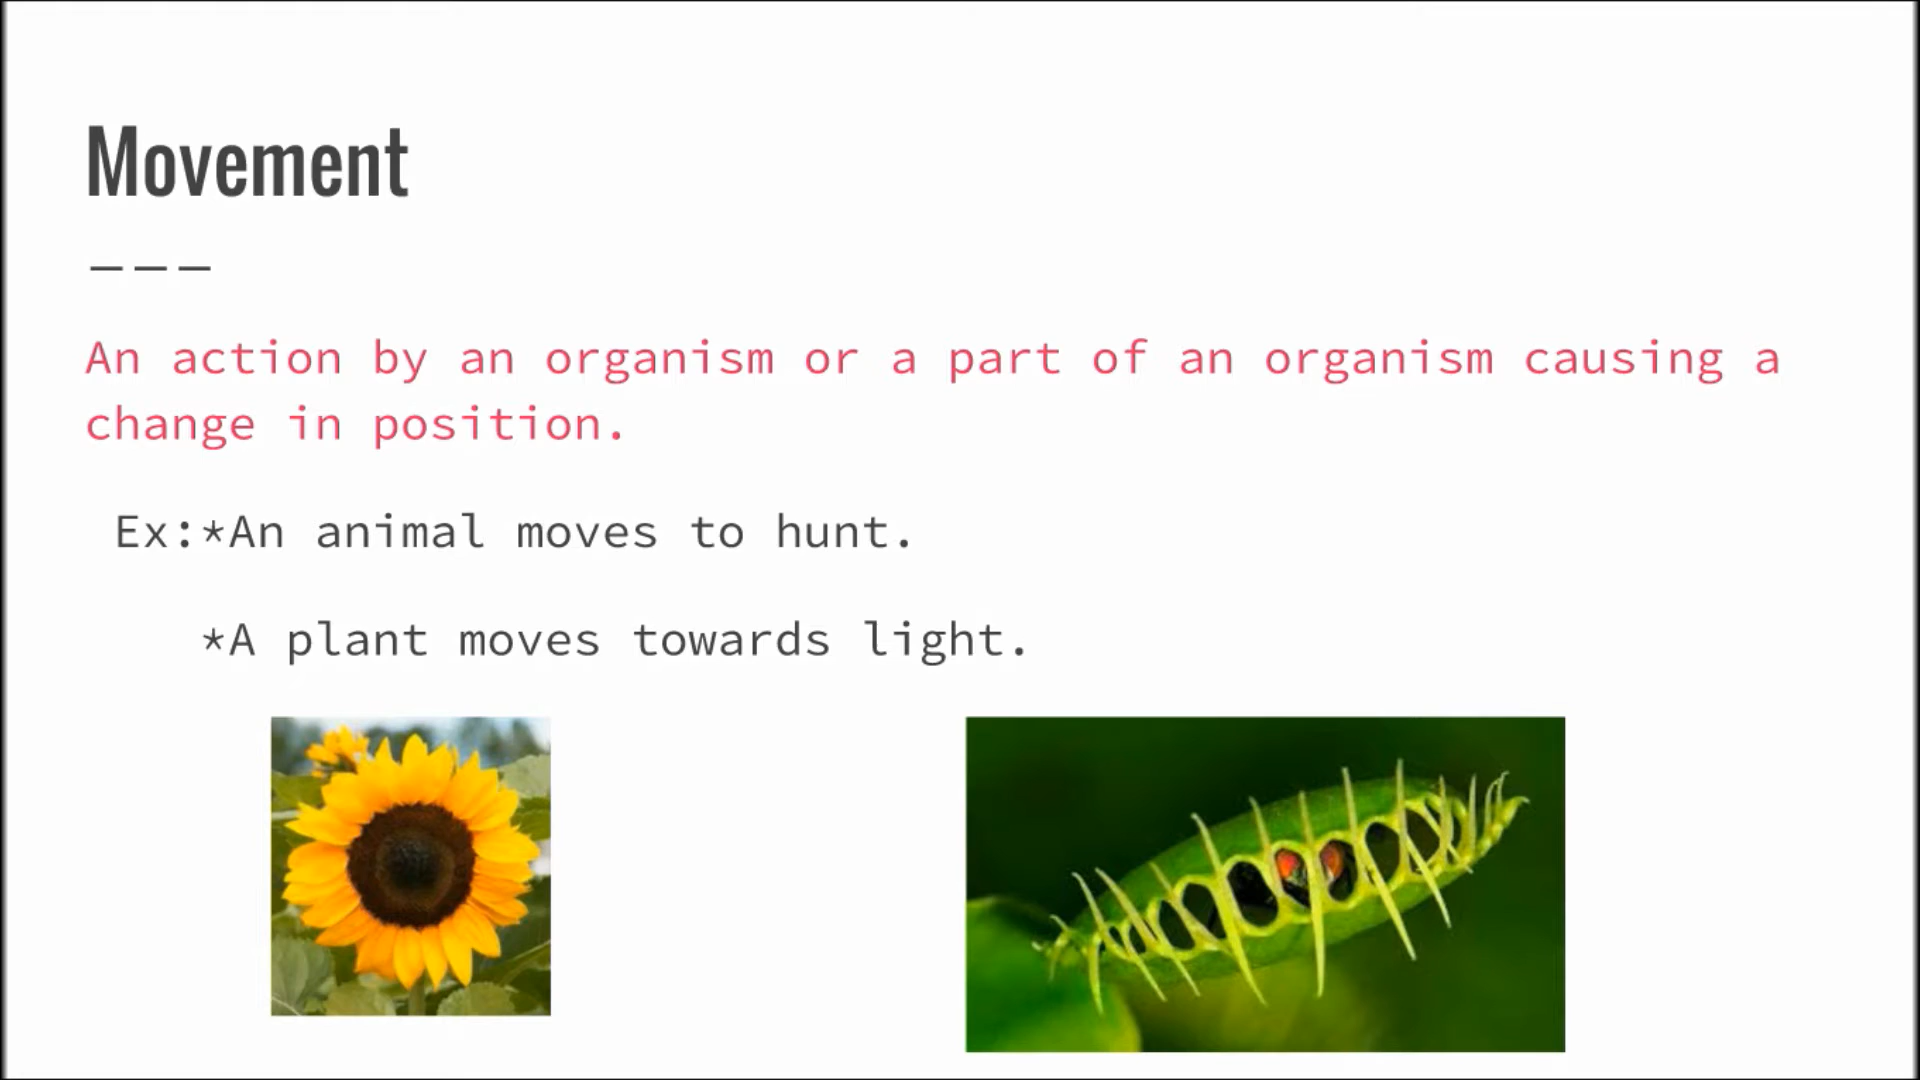 Movement
———
An action by an organism or a part of an organism causing a
change in position.
Ex:*An animal moves to hunt.
*A plant moves towards light.